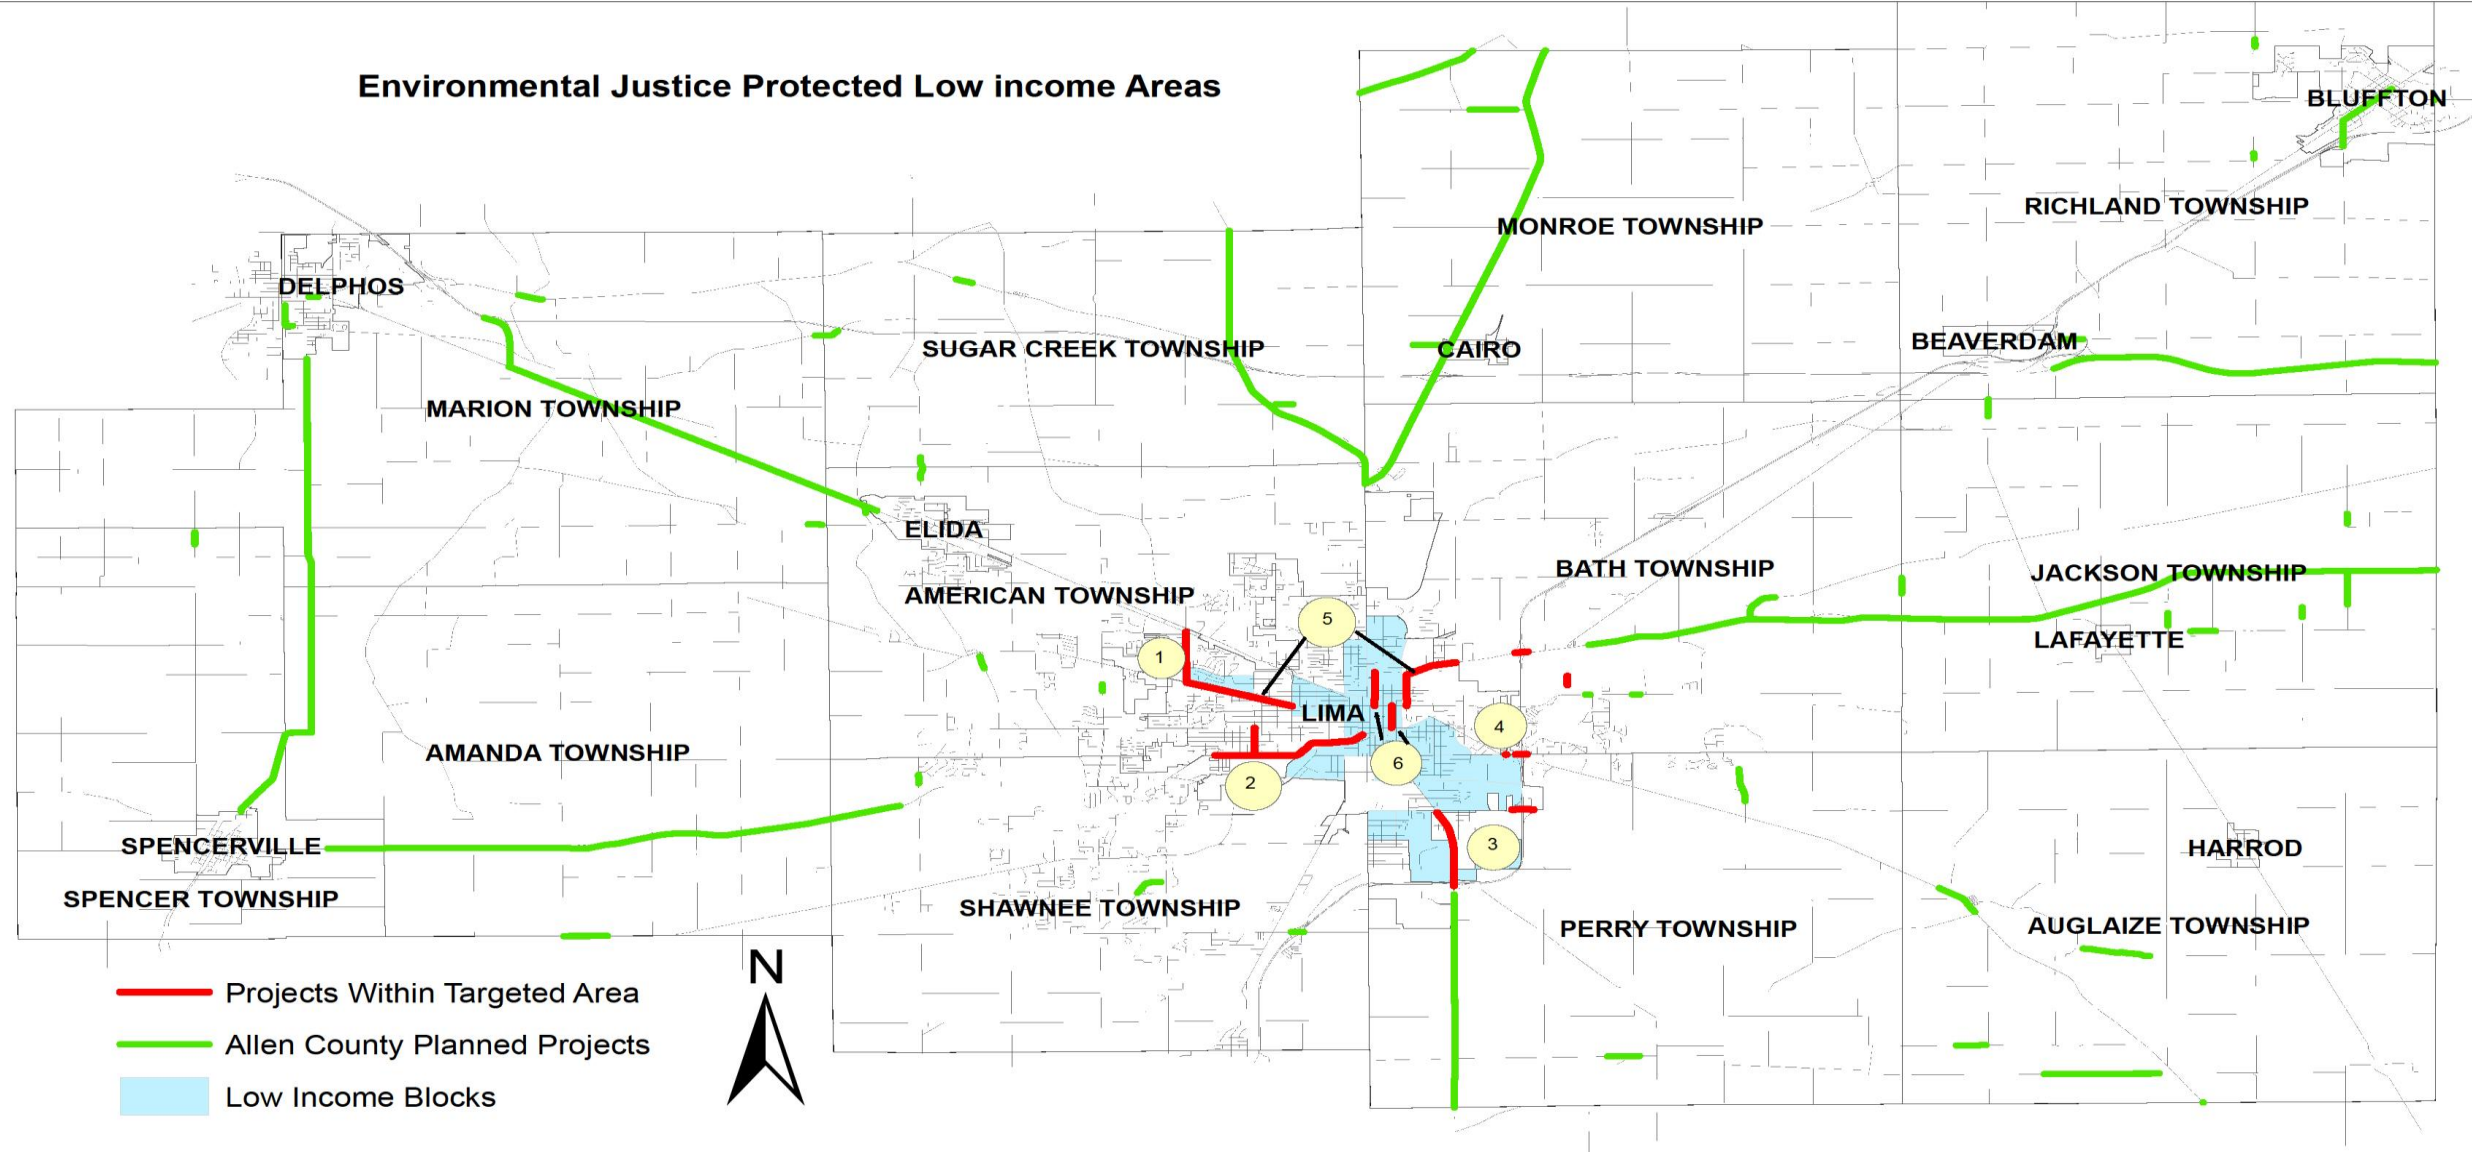 Environmental Justice Protected Low income Areas
BLUFFTON
RICHLAND TOWNSHIP
MONROE TOWNSHIP
DELPHOS
BEAVERDAM
SUGAR CREEK TOWNSHIP
CAIRO
MARION TOWNSHIP
ELIDA
BATH TOWNSHIP
JACKSON TOWNSHIP
AMERICAN TOWNSHIP
5
LAFAYETTE
1
LIMA
4
AMANDA TOWNSHIP
6
2
SPENCERVILLE
3
HARROD
SPENCER TOWNSHIP
SHAWNEE TOWNSHIP
PERRY TOWNSHIP
AUGLAIZE TOWNSHIP
N
Projects Within Targeted Area
Allen County Planned Projects
Low Income Blocks